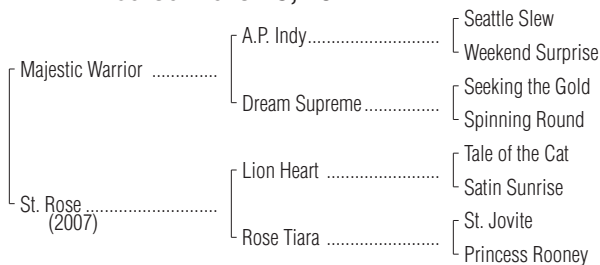 A.P. Indy
Seattle Slew
Weekend Surprise
Majestic Warrior
Dream Supreme
Seeking the Gold
Spinning Round
Lion Heart
Tale of the Cat
Satin Sunrise
St. Rose
(2007)
Rose Tiara
St. Jovite
Princess Rooney